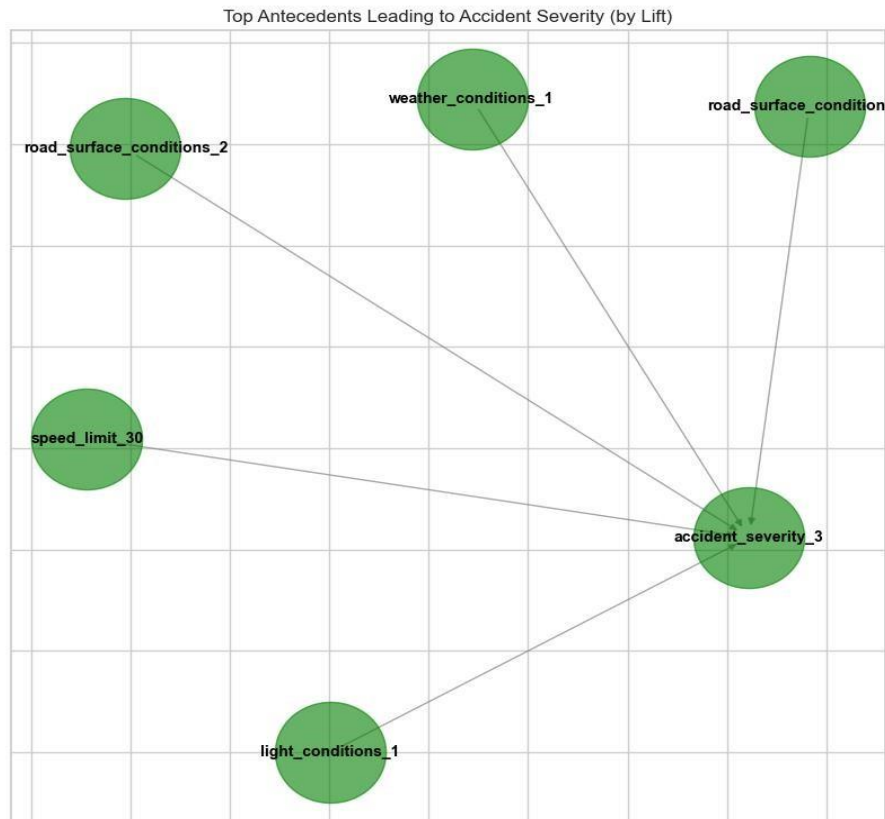 Top Antecedents Leading to Accident Severity (by Lift)
weather_conditions_1
road_surface_condition
road_surface_conditions_2
speed_limit_30
accident_severity_3
light_conditions_1